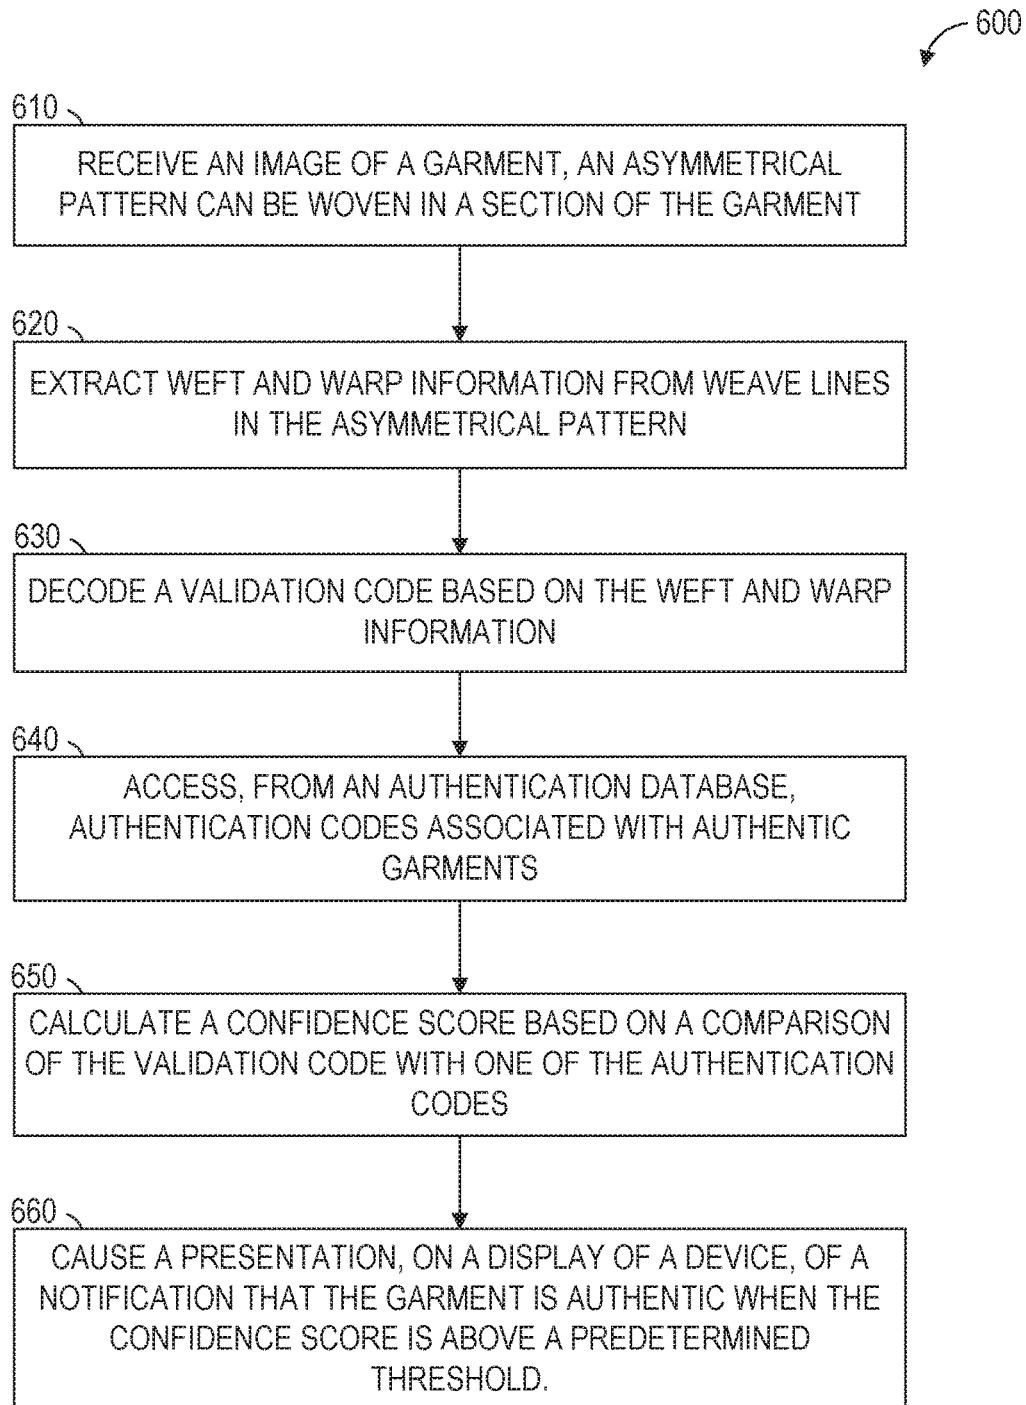 600
610
RECEIVE AN IMAGE OF A GARMENT, AN ASYMMETRICAL
PATTERN CAN BE WOVEN IN A SECTION OF THE GARMENT
620
EXTRACT WEFT AND WARP INFORMATION FROM WEAVE LINES
IN THE ASYMMETRICAL PATTERN
630
DECODE A VALIDATION CODE BASED ON THE WEFT AND WARP
INFORMATION
640
ACCESS, FROM AN AUTHENTICATION DATABASE,
AUTHENTICATION CODES ASSOCIATED WITH AUTHENTIC
GARMENTS
650
CALCULATE A CONFIDENCE SCORE BASED ON A COMPARISON
OF THE VALIDATION CODE WITH ONE OF THE AUTHENTICATION
CODES
660
CAUSE A PRESENTATION, ON A DISPLAY OF A DEVICE, OF A
NOTIFICATION THAT THE GARMENT IS AUTHENTIC WHEN THE
CONFIDENCE SCORE IS ABOVE A PREDETERMINED
THRESHOLD.